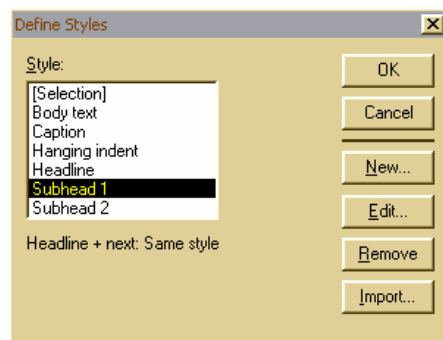 Define Styles
Style:
[Selection]
Body text
Caption
Hanging indent
Headline
Subhead 1
Subhead 2
Headline + next: Same style
OK
Cancel
New...
Edit...
Remove
Import...